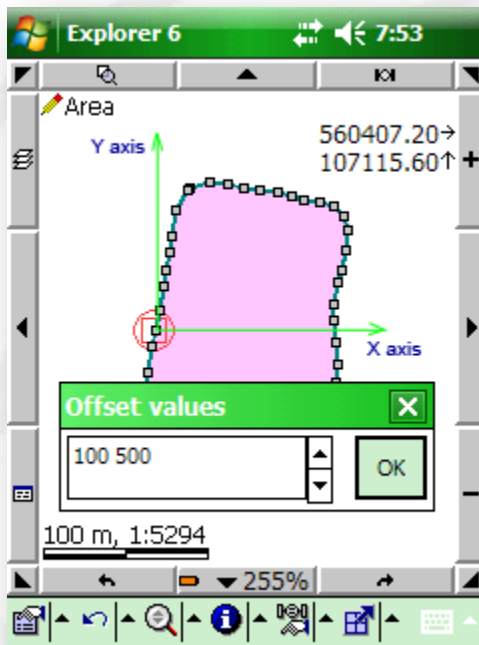 Explorer 6 7:53
Area
Y axis
560407.20→
107115.60↑
X axis
Offset values
100 500
OK
100 m, 1:5294
255%